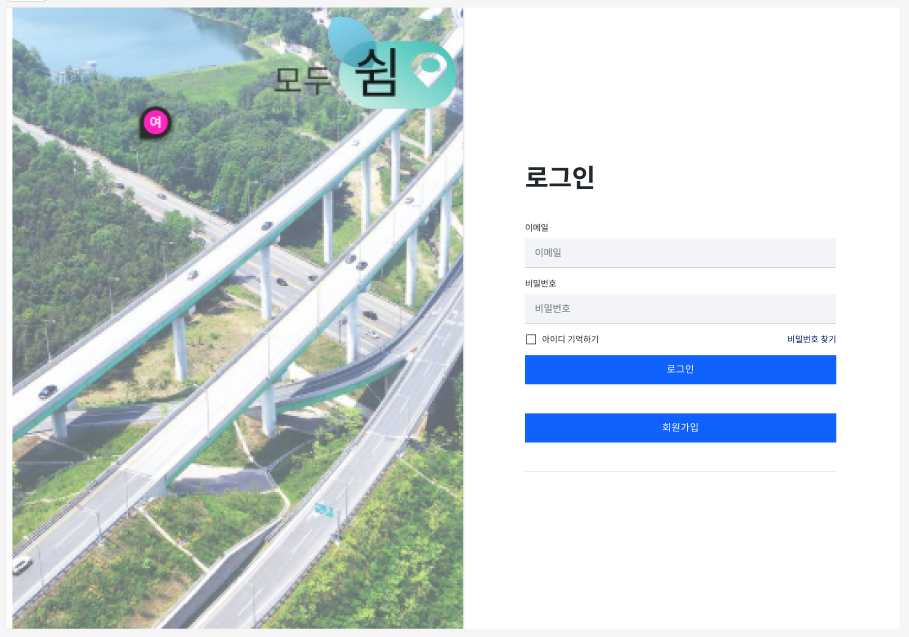 모두 쉼
여
로그인
이메일
이메일
비밀번호
비밀번호
아이디 기억하기 비밀번호 찾기
로그인
회원가입